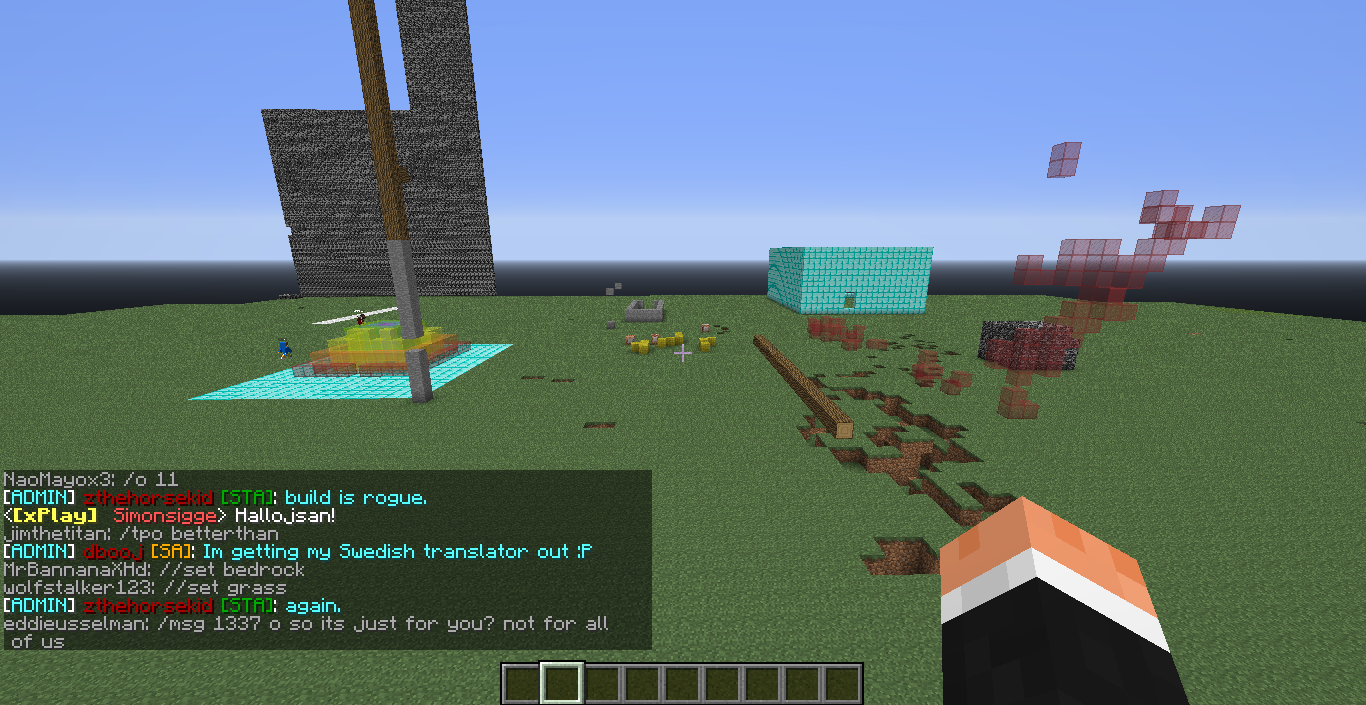 NaoMayox3: /o 11
[ADMIN] zthehorsekid [STA]: build is rogue.
<[xPlay] Simonsigge> Hallojsan!
jimthetitan: /tpo betterthan
[ADMIN] dbooj [SA]: Im getting my Swedish translator out :P
MrBannanaXHd: //set bedrock
wolfstalker123: //set grass
[ADMIN] zthehorsekid [STA]: again.
eddieusselman: /msg 1337 o so its just for you? not for all
of us